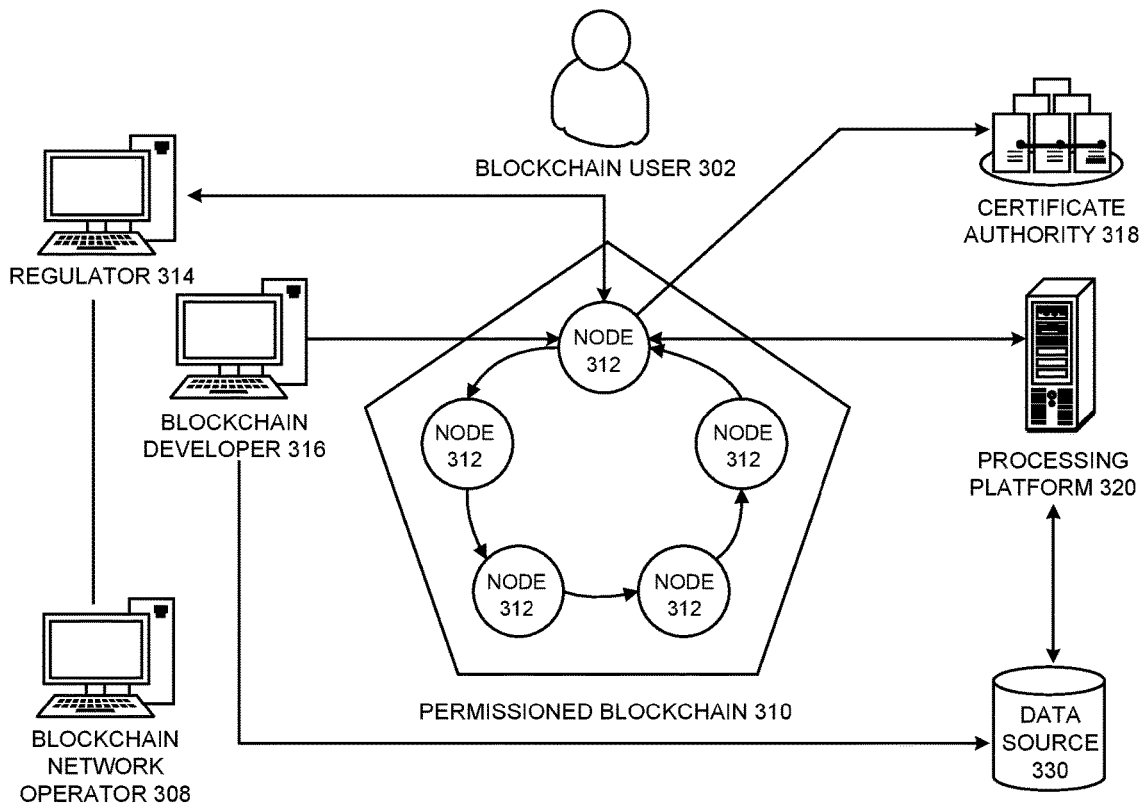 BLOCKCHAIN USER 302
CERTIFICATE
AUTHORITY 318
REGULATOR 314
NODE
312
BLOCKCHAIN
DEVELOPER 316
NODE
312
NODE
312
PROCESSING
PLATFORM 320
NODE
312
NODE
312
PERMISSIONED BLOCKCHAIN 310
BLOCKCHAIN
NETWORK
OPERATOR 308
DATA
SOURCE
330